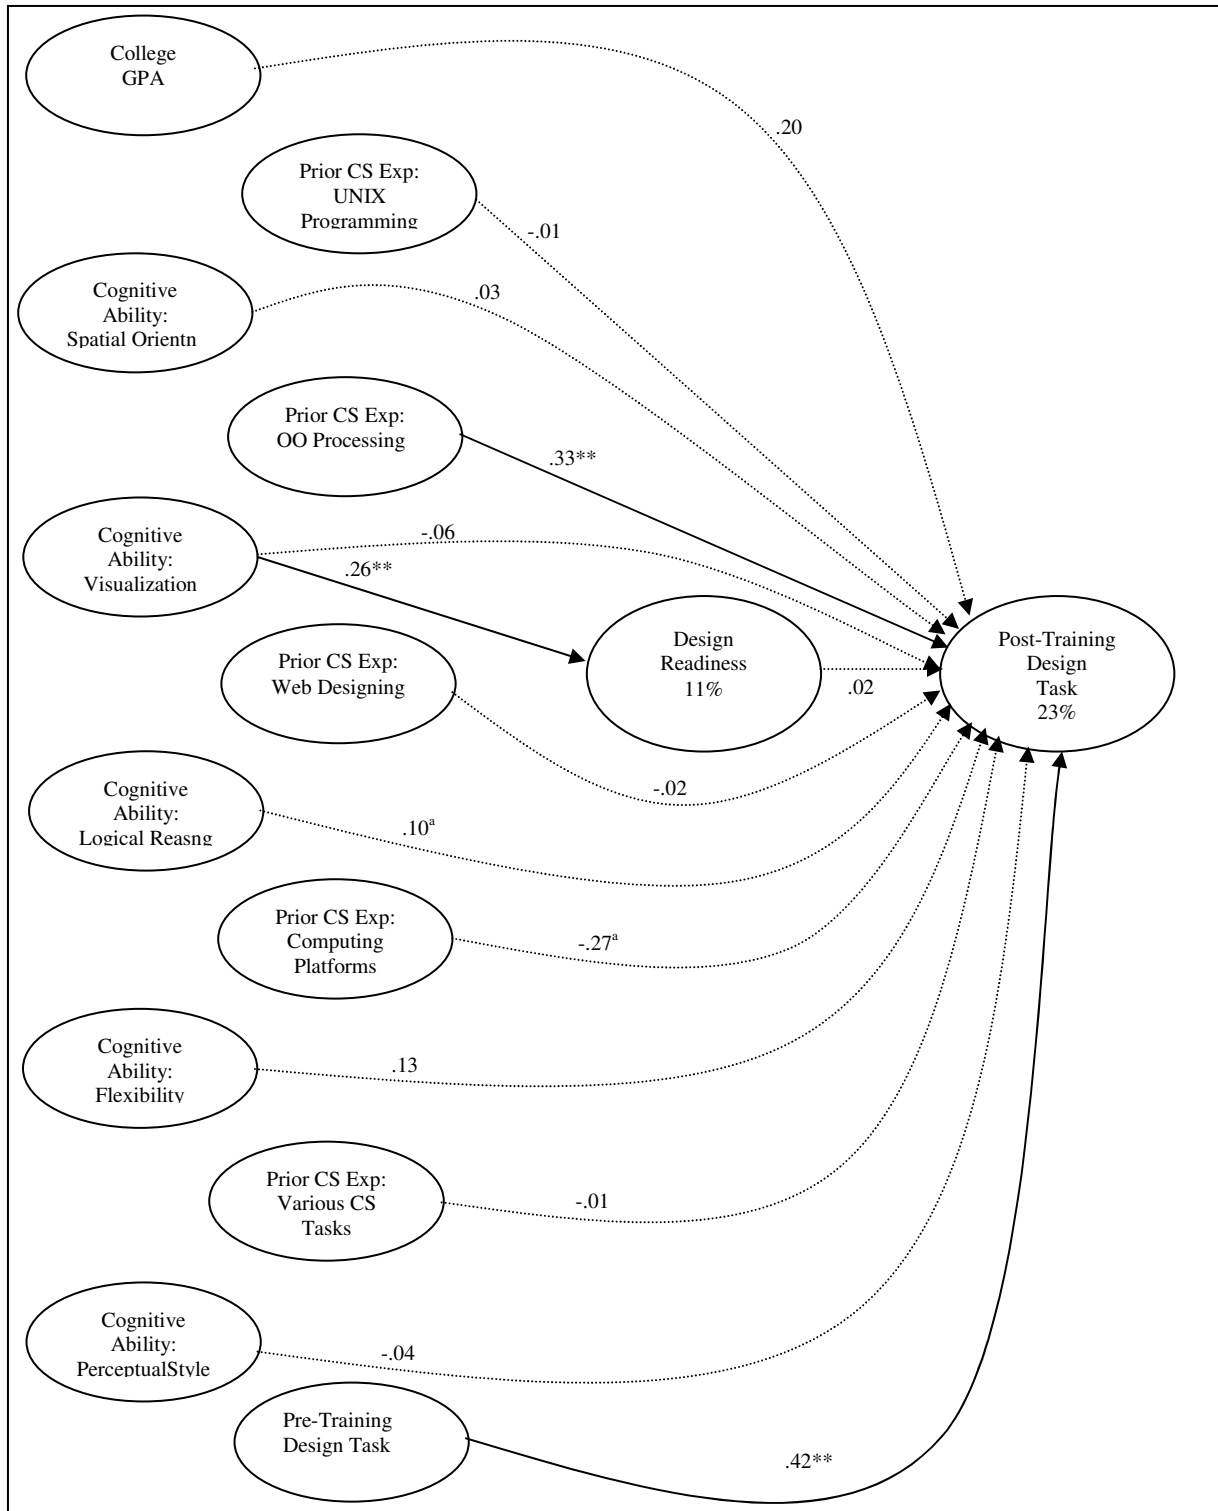 College
GPA
.20
Prior CS Exp:
UNIX
Programming
-.01
Cognitive
Ability:
Spatial Orientn
.03
Prior CS Exp:
OO Processing
.33**
Cognitive
Ability:
Visualization
-.06
.26**
Design
Readiness
11%
.02
Post-Training
Design
Task
23%
Prior CS Exp:
Web Designing
-.02
Cognitive
Ability:
Logical Reasng
.10ª
Prior CS Exp:
Computing
Platforms
-.27ª
Cognitive
Ability:
Flexibility
.13
Prior CS Exp:
Various CS
Tasks
-.01
Cognitive
Ability:
PerceptualStyle
-.04
Pre-Training
Design Task
.42**